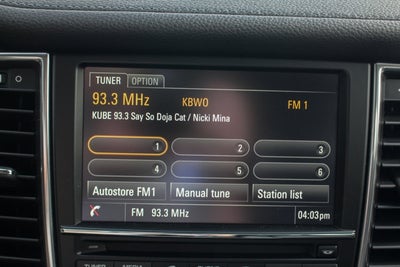 TUNER OPTION
93.3 MHz KBWO FM 1
KUBE 93.3 Say So Doja Cat / Nicki Mina
1 2 3
4 5 6
Autostore FM1 Manual tune Station list
FM 93.3 MHz 04:03pm
TUNER